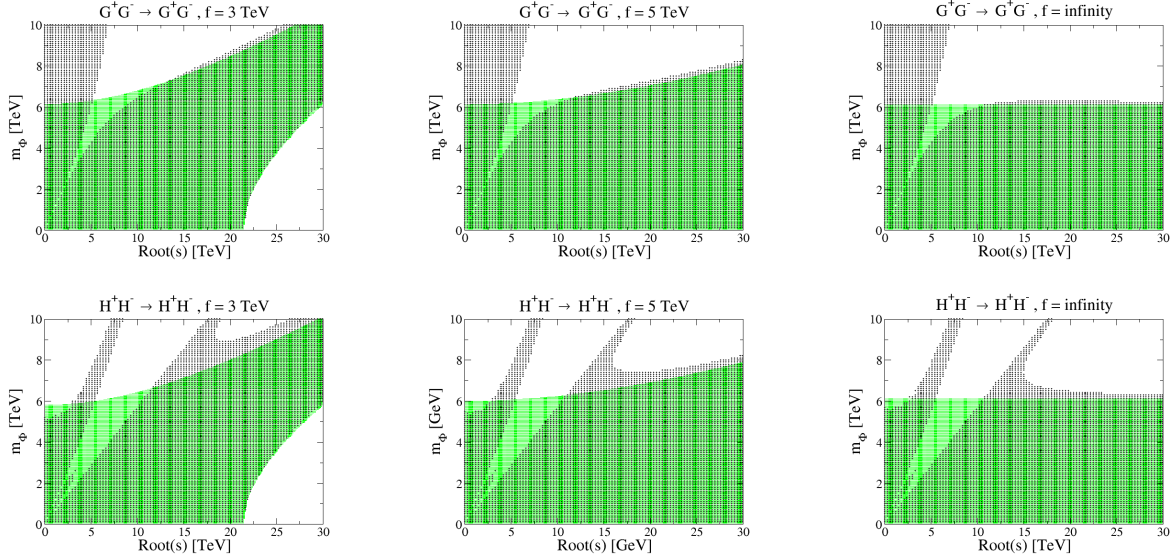 G⁺G⁻ → G⁺G⁻ , f = 3 TeV
10
8
6
4
2
0
m_Φ [TeV]
0 5 10 15 20 25 30
Root(s) [TeV]
G⁺G⁻ → G⁺G⁻ , f = 5 TeV
10
8
6
4
2
0
m_Φ [TeV]
0 5 10 15 20 25 30
Root(s) [TeV]
G⁺G⁻ → G⁺G⁻ , f = infinity
10
8
6
4
2
0
m_Φ [TeV]
0 5 10 15 20 25 30
Root(s) [TeV]
H⁺H⁻ → H⁺H⁻ , f = 3 TeV
10
8
6
4
2
0
m_Φ [TeV]
0 5 10 15 20 25 30
Root(s) [TeV]
H⁺H⁻ → H⁺H⁻ , f = 5 TeV
10
8
6
4
2
0
m_Φ [GeV]
0 5 10 15 20 25 30
Root(s) [GeV]
H⁺H⁻ → H⁺H⁻ , f = infinity
10
8
6
4
2
0
m_Φ [TeV]
0 5 10 15 20 25 30
Root(s) [TeV]